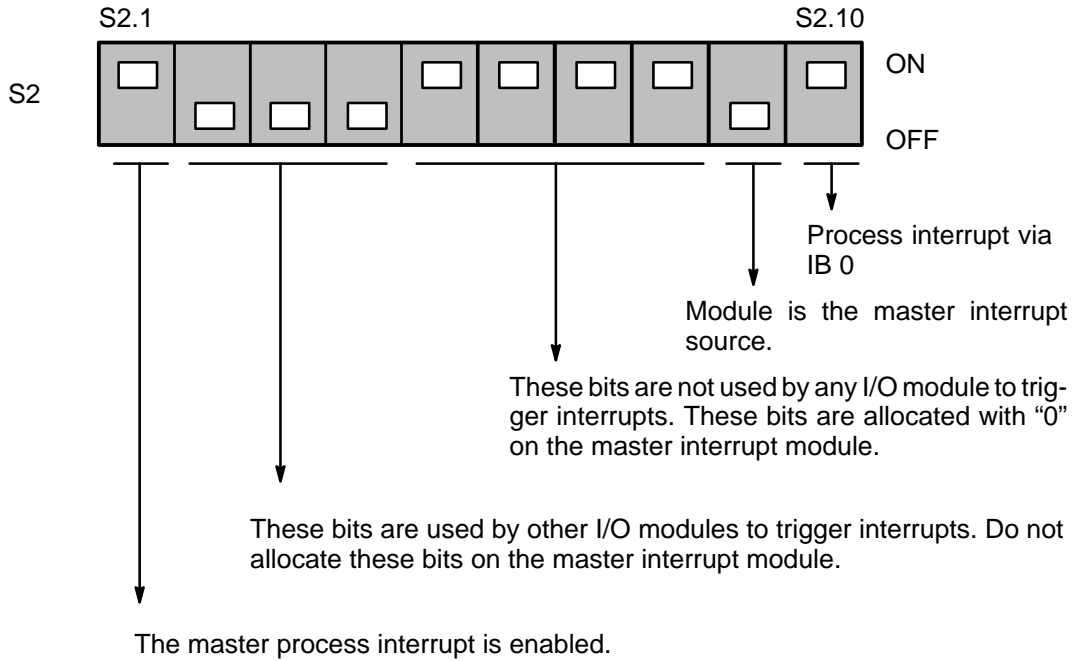 S2.1
S2.10
S2
ON
OFF
Process interrupt via
IB 0
Module is the master interrupt
source.
These bits are not used by any I/O module to trig-
ger interrupts. These bits are allocated with “0”
on the master interrupt module.
These bits are used by other I/O modules to trigger interrupts. Do not
allocate these bits on the master interrupt module.
The master process interrupt is enabled.